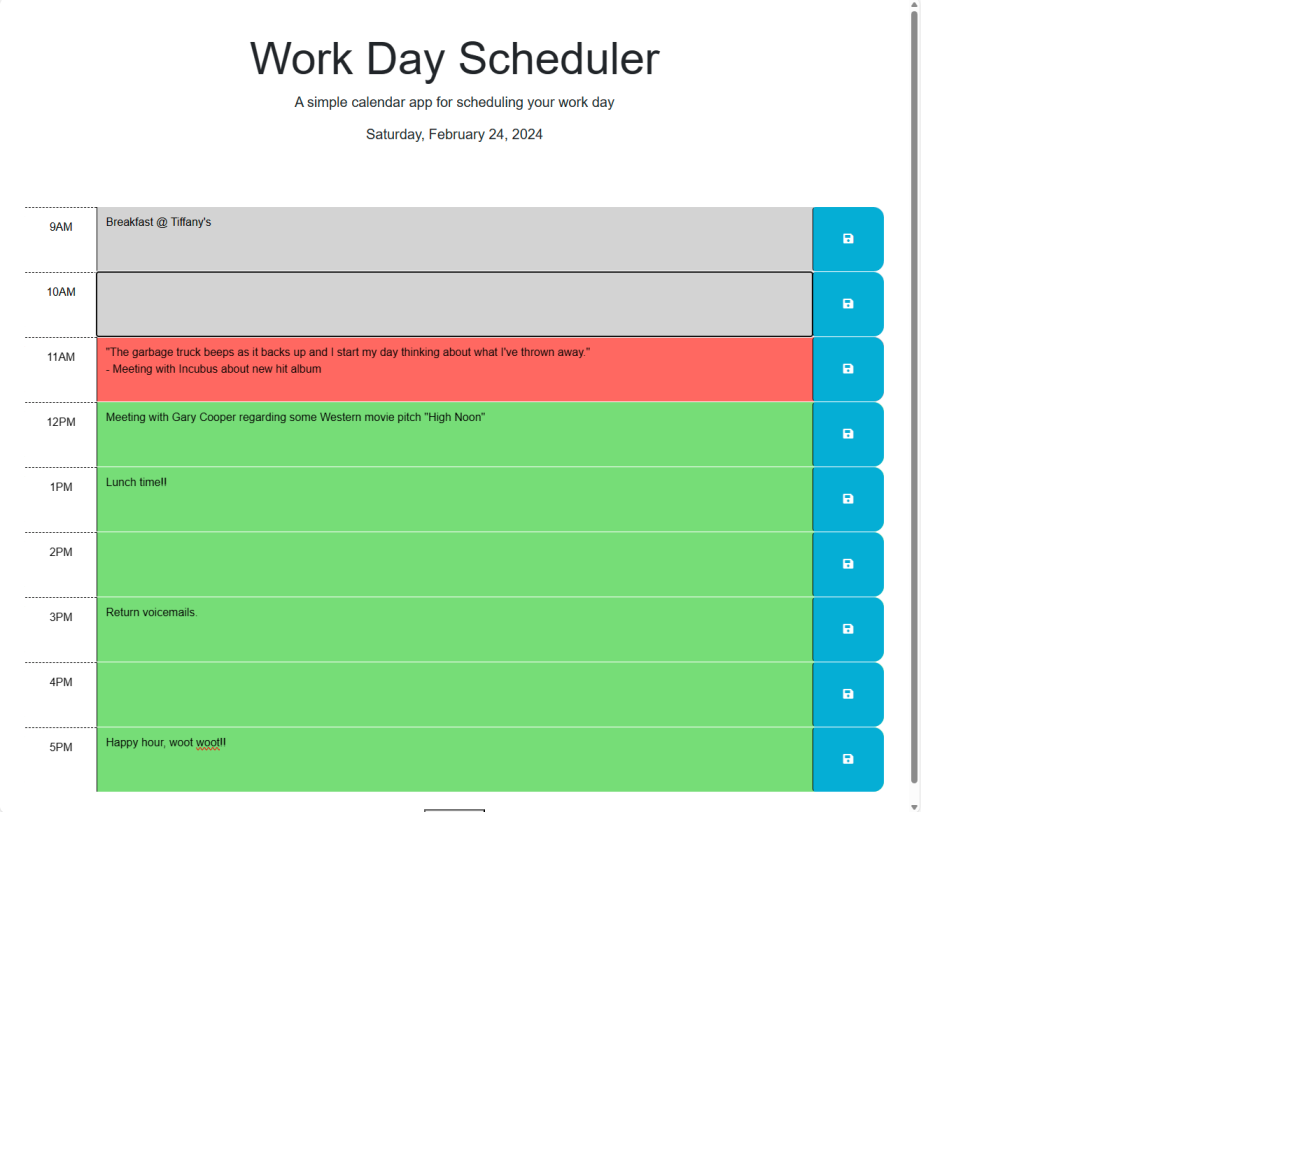 Work Day Scheduler
A simple calendar app for scheduling your work day
Saturday, February 24, 2024
9AM
Breakfast @ Tiffany's
10AM
11AM
"The garbage truck beeps as it backs up and I start my day thinking about what I've thrown away."
- Meeting with Incubus about new hit album
12PM
Meeting with Gary Cooper regarding some Western movie pitch "High Noon"
1PM
Lunch time!!
2PM
3PM
Return voicemails.
4PM
5PM
Happy hour, woot woot!!